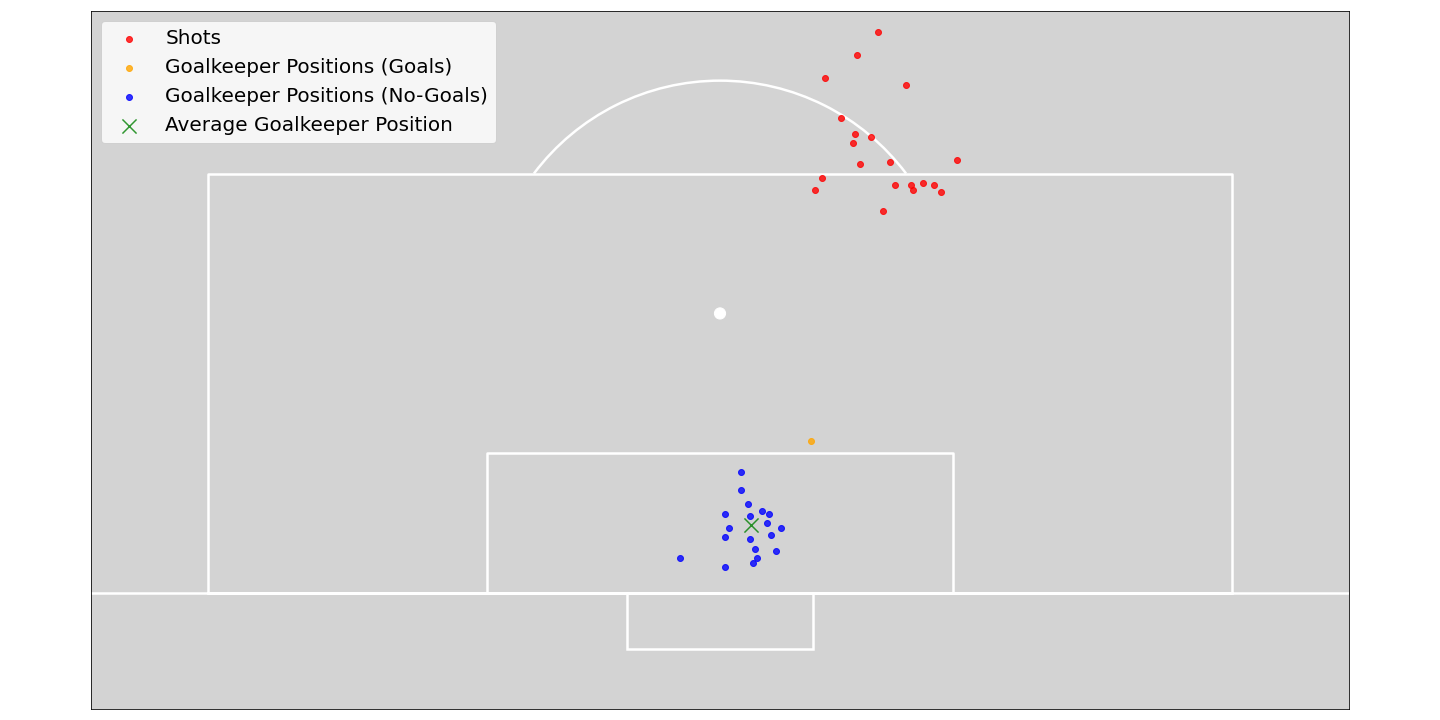 Shots
Goalkeeper Positions (Goals)
Goalkeeper Positions (No-Goals)
Average Goalkeeper Position